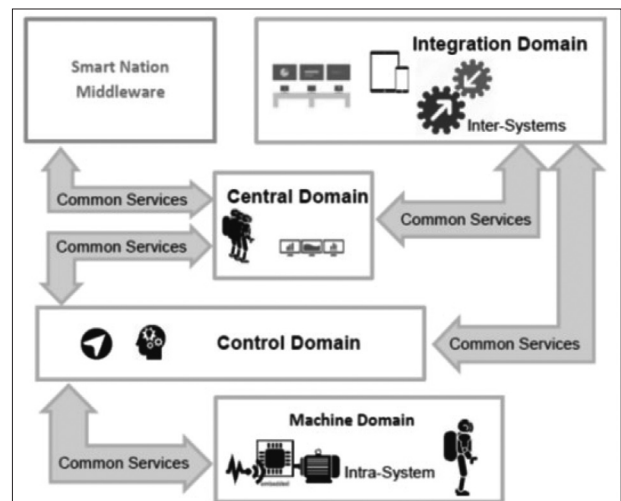 Smart Nation
Middleware
Integration Domain
Inter-Systems
Common Services
Central Domain
Common Services
Common Services
Control Domain
Common Services
Machine Domain
Common Services
embedded
Intra-System